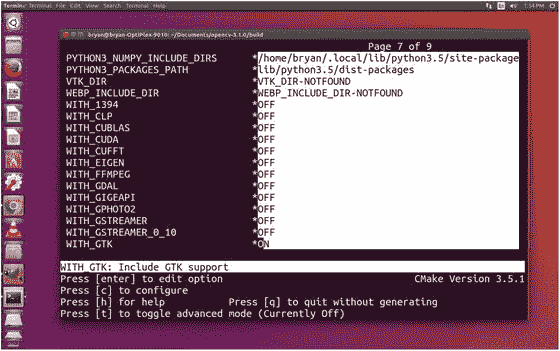 Terminal Terminal File Edit View Search Terminal Help
En
1:54 PM
bryan@bryan-OptiPlex-9010: ~/Documents/opencv-3.1.0/build
Page 7 of 9
PYTHON3_NUMPY_INCLUDE_DIRS */home/bryan/.local/lib/python3.5/site-package
PYTHON3_PACKAGES_PATH *lib/python3.5/dist-packages
VTK_DIR *VTK_DIR-NOTFOUND
WEBP_INCLUDE_DIR *WEBP_INCLUDE_DIR-NOTFOUND
WITH_1394 *OFF
WITH_CLP *OFF
WITH_CUBLAS *OFF
WITH_CUDA *OFF
WITH_CUFFT *OFF
WITH_EIGEN *OFF
WITH_FFMPEG *OFF
WITH_GDAL *OFF
WITH_GIGEAPI *OFF
WITH_GPHOTO2 *OFF
WITH_GSTREAMER *OFF
WITH_GSTREAMER_0_10 *OFF
WITH_GTK *ON
WITH_GTK: Include GTK support
Press [enter] to edit option CMake Version 3.5.1
Press [c] to configure
Press [h] for help Press [q] to quit without generating
Press [t] to toggle advanced mode (Currently Off)